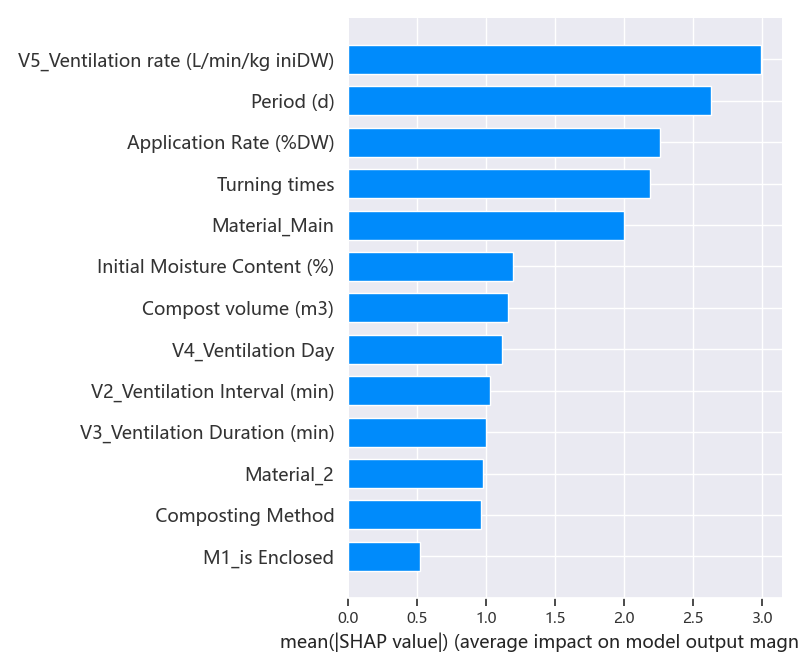 V5_Ventilation rate (L/min/kg iniDW)
Period (d)
Application Rate (%DW)
Turning times
Material_Main
Initial Moisture Content (%)
Compost volume (m3)
V4_Ventilation Day
V2_Ventilation Interval (min)
V3_Ventilation Duration (min)
Material_2
Composting Method
M1_is Enclosed
0.0 0.5 1.0 1.5 2.0 2.5 3.0
mean(|SHAP value|) (average impact on model output magn